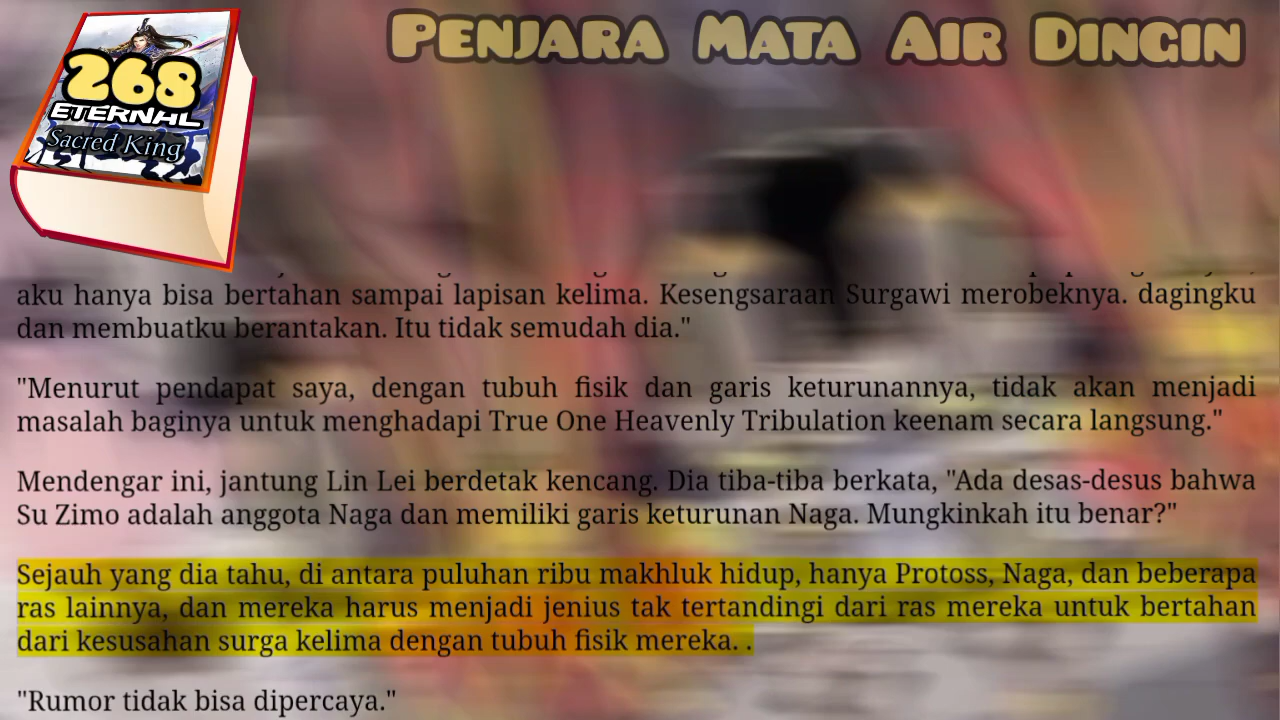 268
ETERNAL
Sacred King
PENJARA MATA AIR DINGIN
aku hanya bisa bertahan sampai lapisan kelima. Kesengsaraan Surgawi merobeknya. dagingku
dan membuatku berantakan. Itu tidak semudah dia."
"Menurut pendapat saya, dengan tubuh fisik dan garis keturunannya, tidak akan menjadi
masalah baginya untuk menghadapi True One Heavenly Tribulation keenam secara langsung."
Mendengar ini, jantung Lin Lei berdetak kencang. Dia tiba-tiba berkata, "Ada desas-desus bahwa
Su Zimo adalah anggota Naga dan memiliki garis keturunan Naga. Mungkinkah itu benar?"
Sejauh yang dia tahu, di antara puluhan ribu makhluk hidup, hanya Protoss, Naga, dan beberapa
ras lainnya, dan mereka harus menjadi jenius tak tertandingi dari ras mereka untuk bertahan
dari kesusahan surga kelima dengan tubuh fisik mereka. .
"Rumor tidak bisa dipercaya."